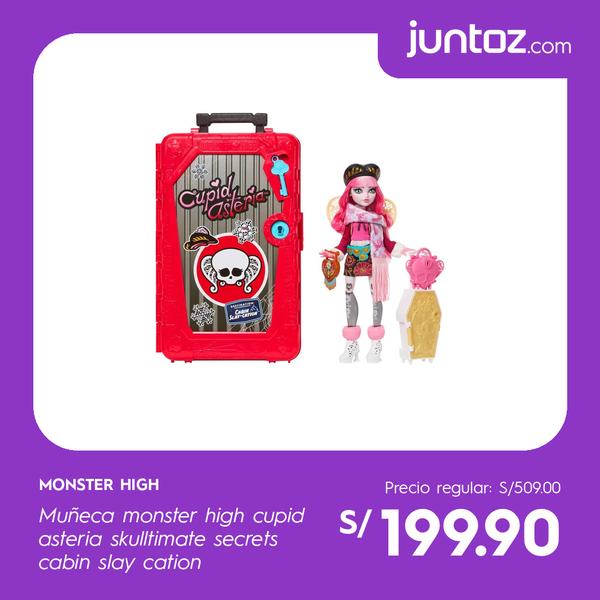 juntoz.com
Cupid
Asteria
CABIN
SLAY-CATION
MONSTER HIGH
Muñeca monster high cupid
asteria skulltimate secrets
cabin slay cation
Precio regular: S/509.00
S/199.90